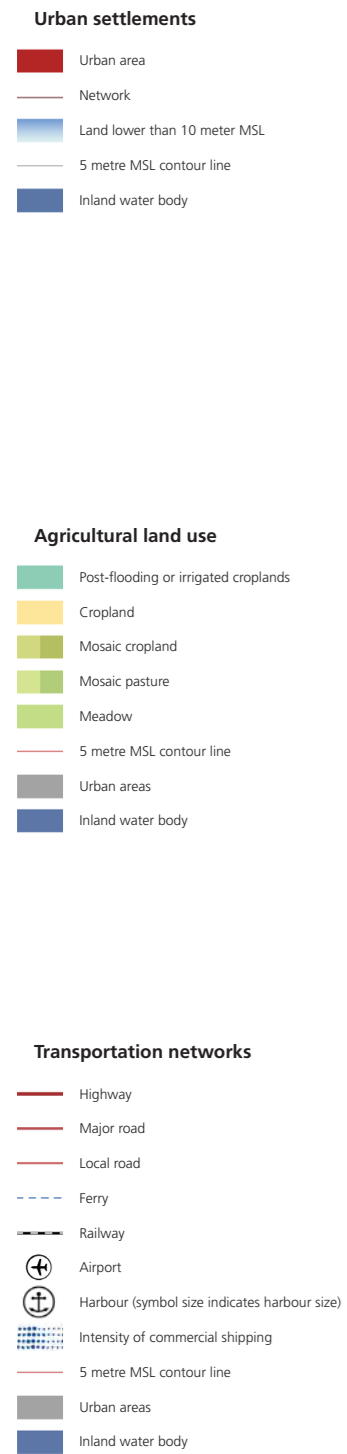 Urban settlements
Urban area
Network
Land lower than 10 meter MSL
5 metre MSL contour line
Inland water body
Agricultural land use
Post-flooding or irrigated croplands
Cropland
Mosaic cropland
Mosaic pasture
Meadow
5 metre MSL contour line
Urban areas
Inland water body
Transportation networks
Highway
Major road
Local road
Ferry
Railway
Airport
Harbour (symbol size indicates harbour size)
Intensity of commercial shipping
5 metre MSL contour line
Urban areas
Inland water body